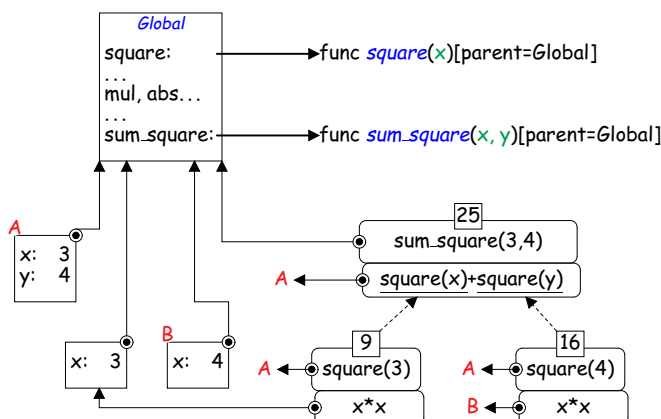 Global
square:
func square(x)[parent=Global]
...
mul, abs...
...
sum_square:
func sum_square(x, y)[parent=Global]
A
x: 3
y: 4
25
sum_square(3,4)
A
square(x)+square(y)
x: 3
B
x: 4
9
A
square(3)
x*x
16
A
square(4)
B
x*x